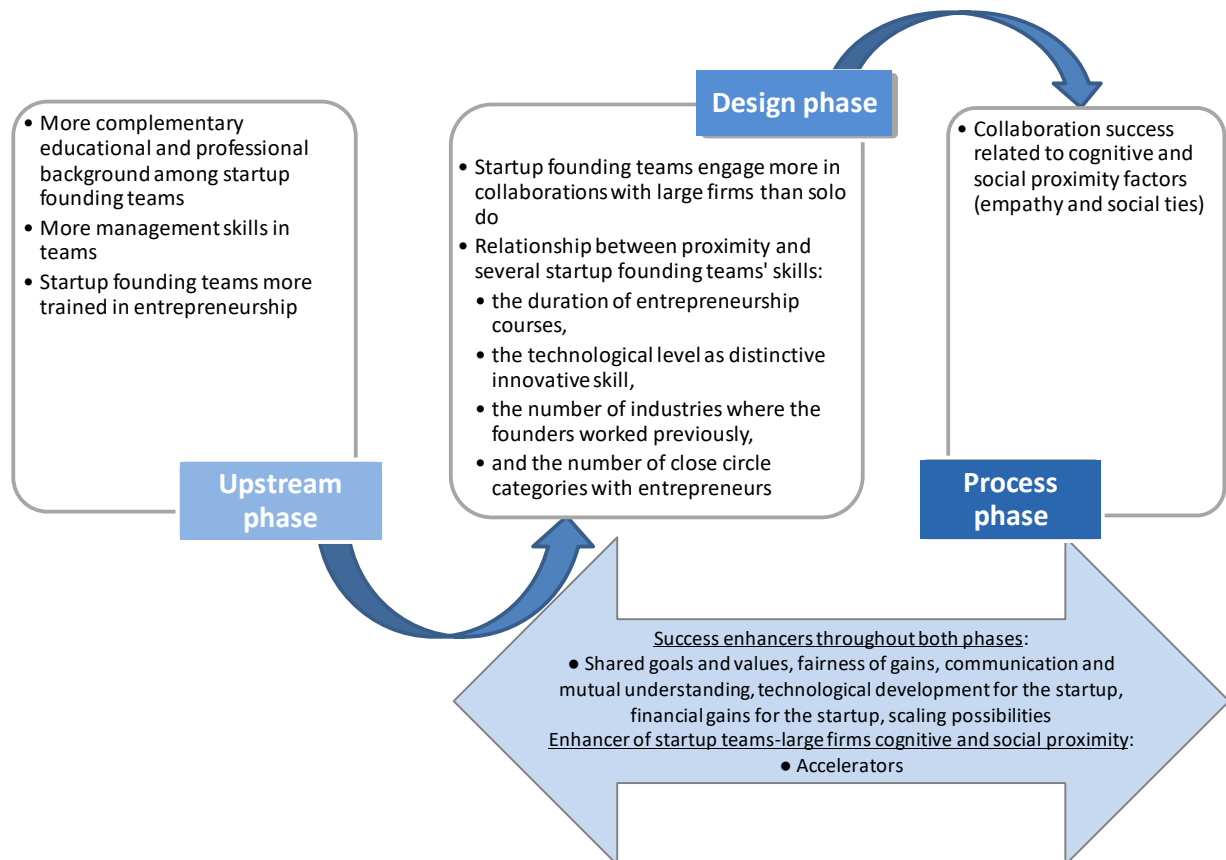 • More complementary
educational and professional
background among startup
founding teams
• More management skills in
teams
• Startup founding teams more
trained in entrepreneurship
Upstream
phase
Design phase
• Startup founding teams engage more in
collaborations with large firms than solo
do
• Relationship between proximity and
several startup founding teams' skills:
• the duration of entrepreneurship
courses,
• the technological level as distinctive
innovative skill,
• the number of industries where the
founders worked previously,
• and the number of close circle
categories with entrepreneurs
• Collaboration success
related to cognitive and
social proximity factors
(empathy and social ties)
Process
phase
Success enhancers throughout both phases:
● Shared goals and values, fairness of gains, communication and
mutual understanding, technological development for the startup,
financial gains for the startup, scaling possibilities
Enhancer of startup teams-large firms cognitive and social proximity:
● Accelerators